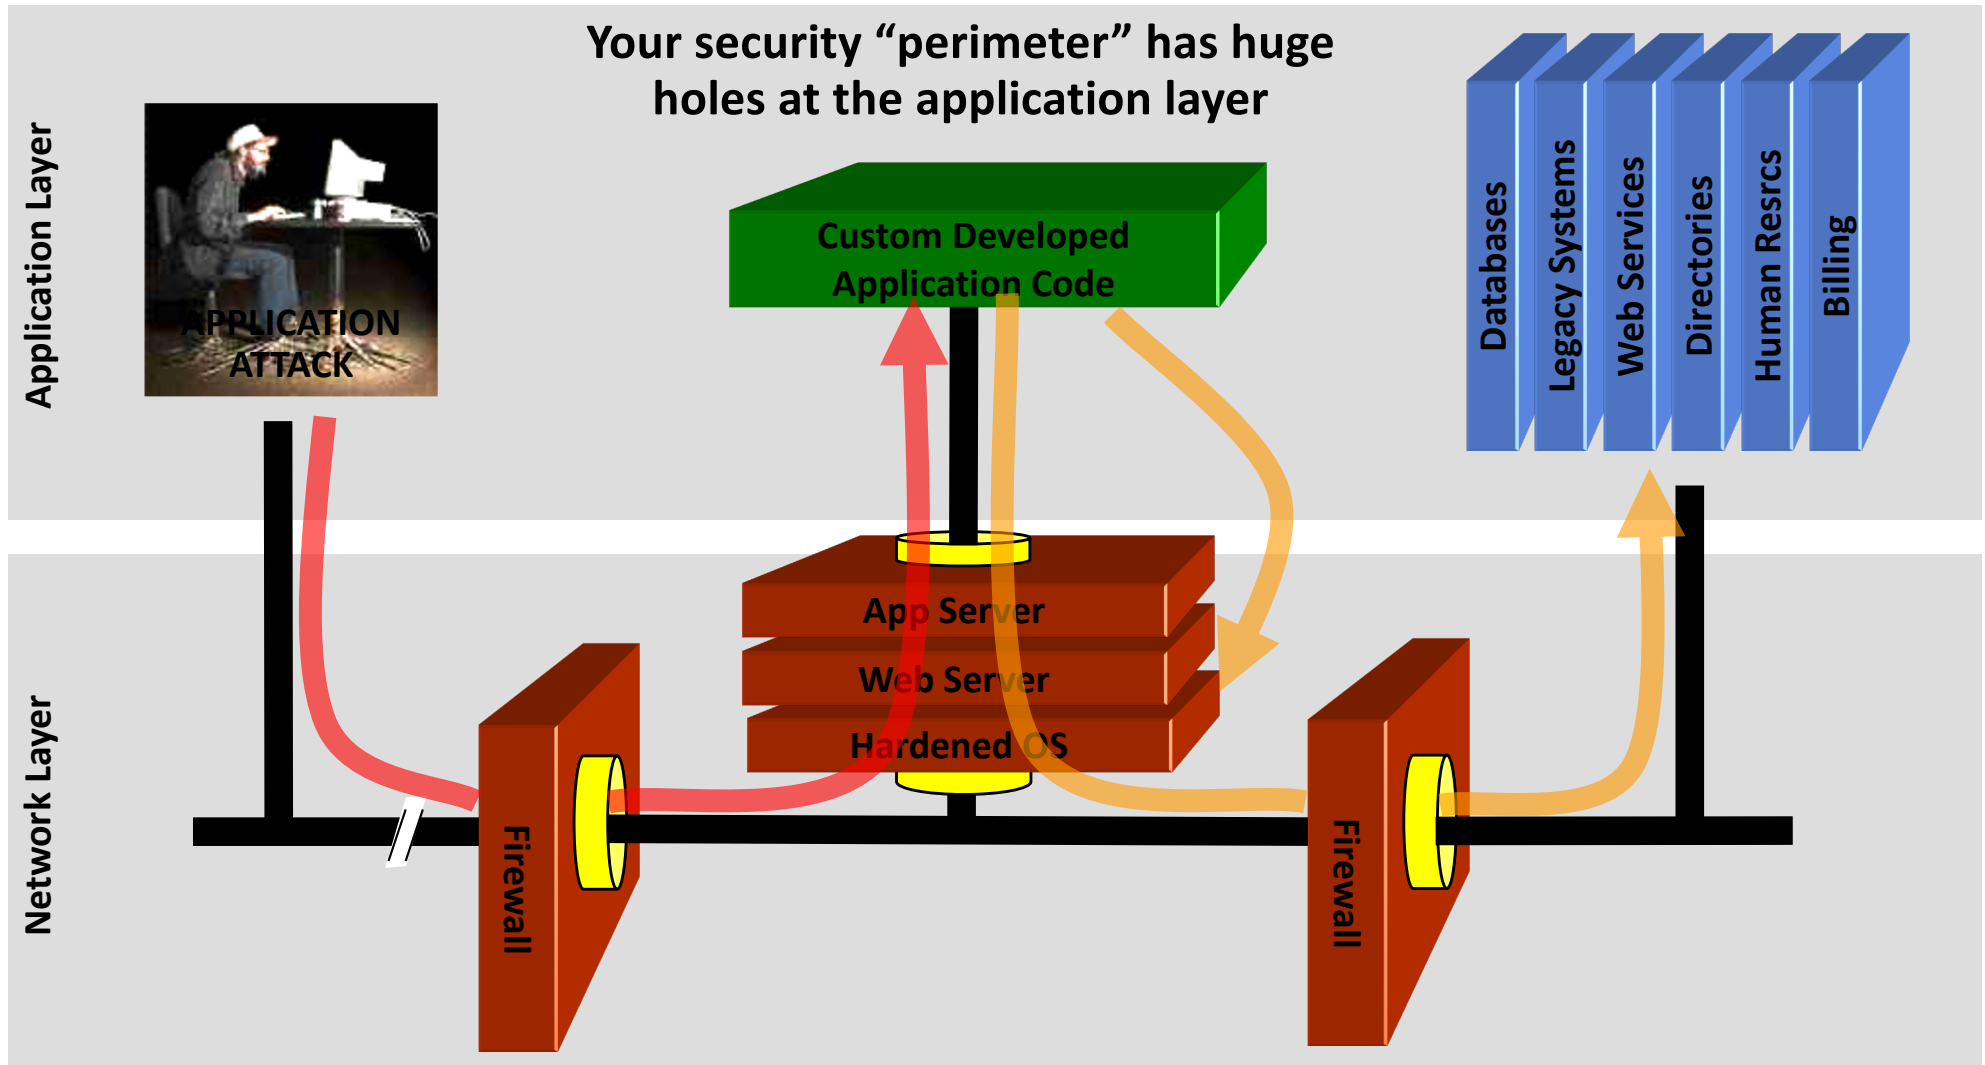 Your security “perimeter” has huge
holes at the application layer
Application Layer
APPLICATION
ATTACK
Custom Developed
Application Code
Databases
Legacy Systems
Web Services
Directories
Human Resrcs
Billing
Network Layer
Firewall
App Server
Web Server
Hardened OS
Firewall